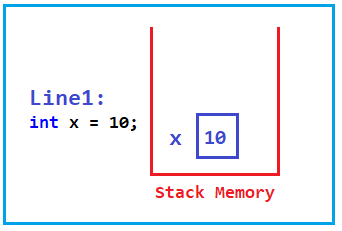 Line1:
int x = 10;
x 10
Stack Memory